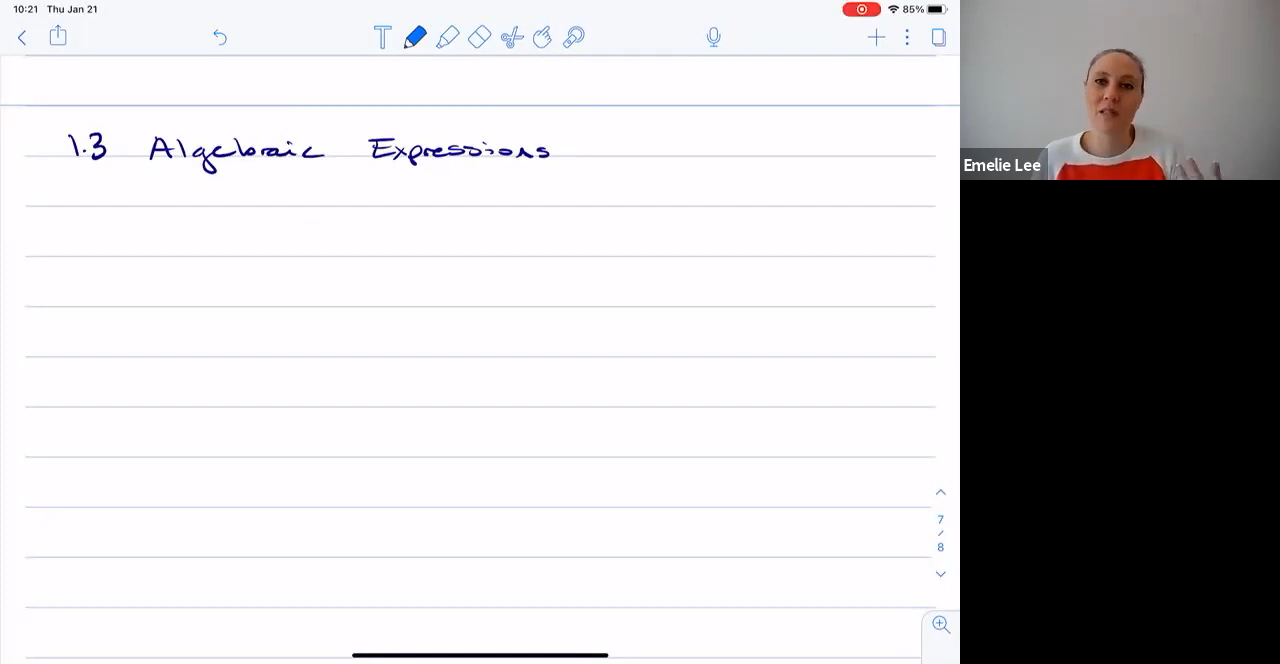 10:21 Thu Jan 21
85%
T
1.3 Algebraic Expressions
Emelie Lee
7
/
8